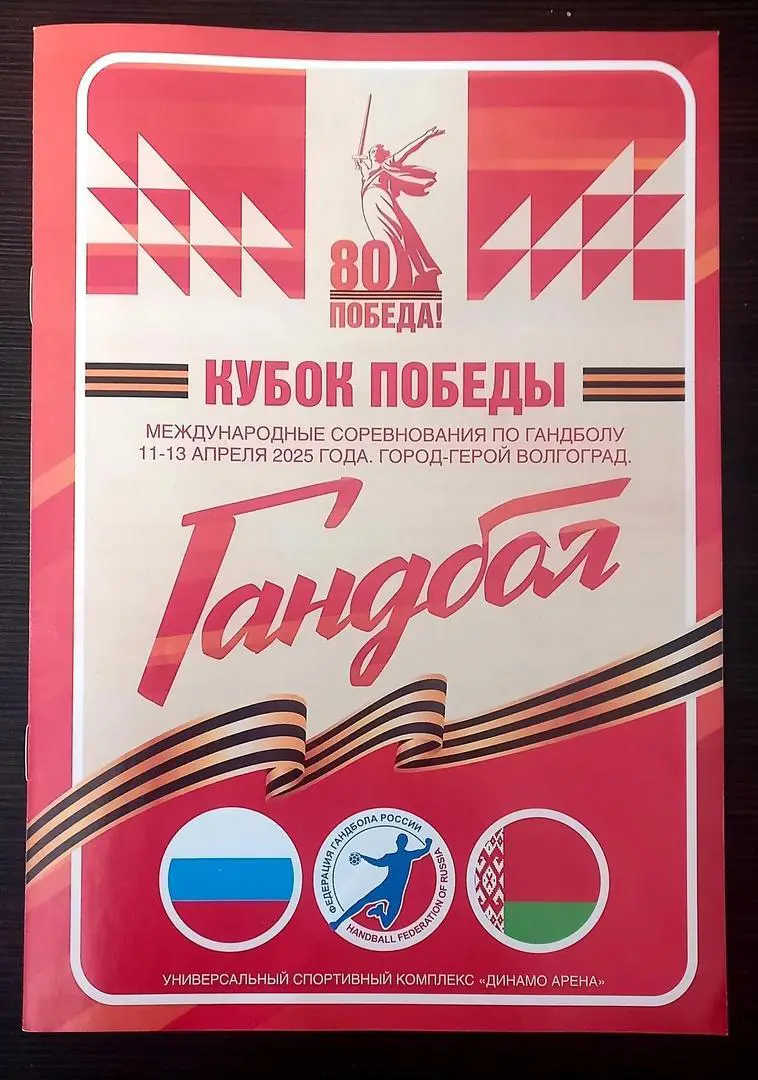 80
ПОБЕДА!
КУБОК ПОБЕДЫ
МЕЖДУНАРОДНЫЕ СОРЕВНОВАНИЯ ПО ГАНДБОЛУ
11-13 АПРЕЛЯ 2025 ГОДА. ГОРОД-ГЕРОЙ ВОЛГОГРАД.
Гандбол
ФЕДЕРАЦИЯ ГАНДБОЛА РОССИИ
HANDBALL FEDERATION OF RUSSIA
УНИВЕРСАЛЬНЫЙ СПОРТИВНЫЙ КОМПЛЕКС «ДИНАМО АРЕНА»